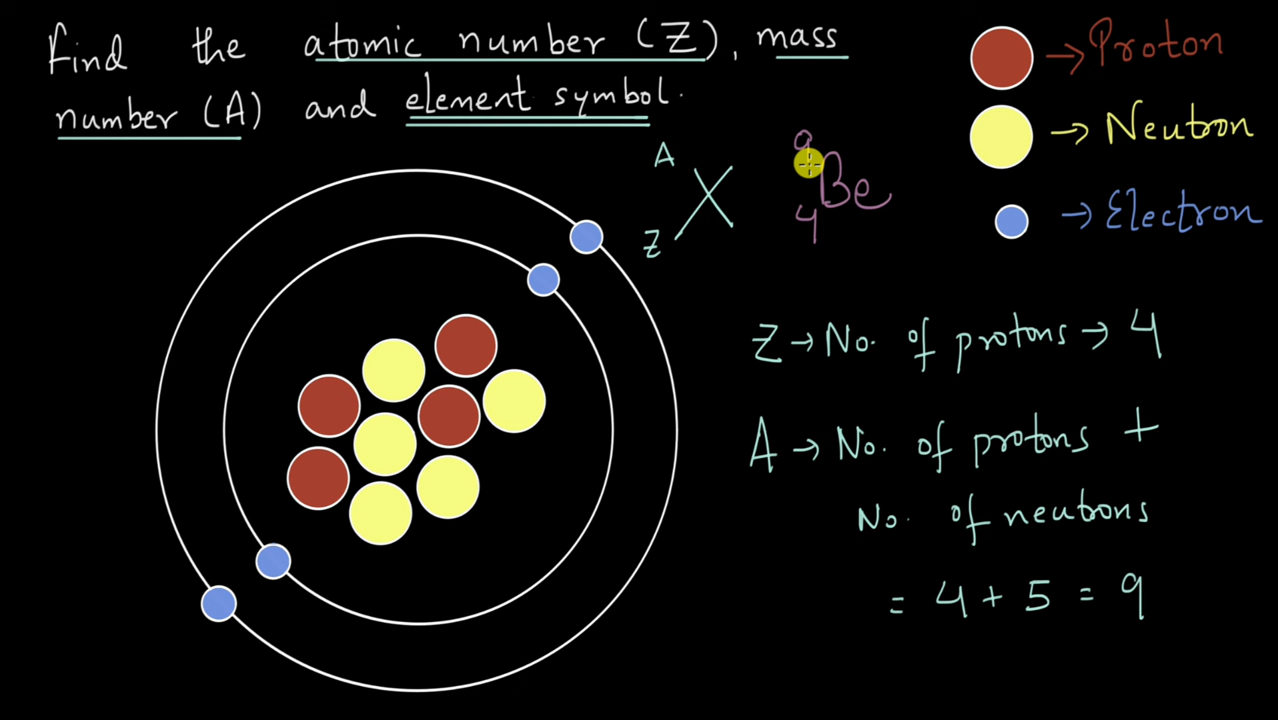 Find the atomic number (Z), mass
number (A) and element symbol.
→ Proton
→ Neutron
→ Electron
A
X
Z
9
Be
4
Z → No. of protons → 4
A → No. of protons +
No. of neutrons
= 4 + 5 = 9